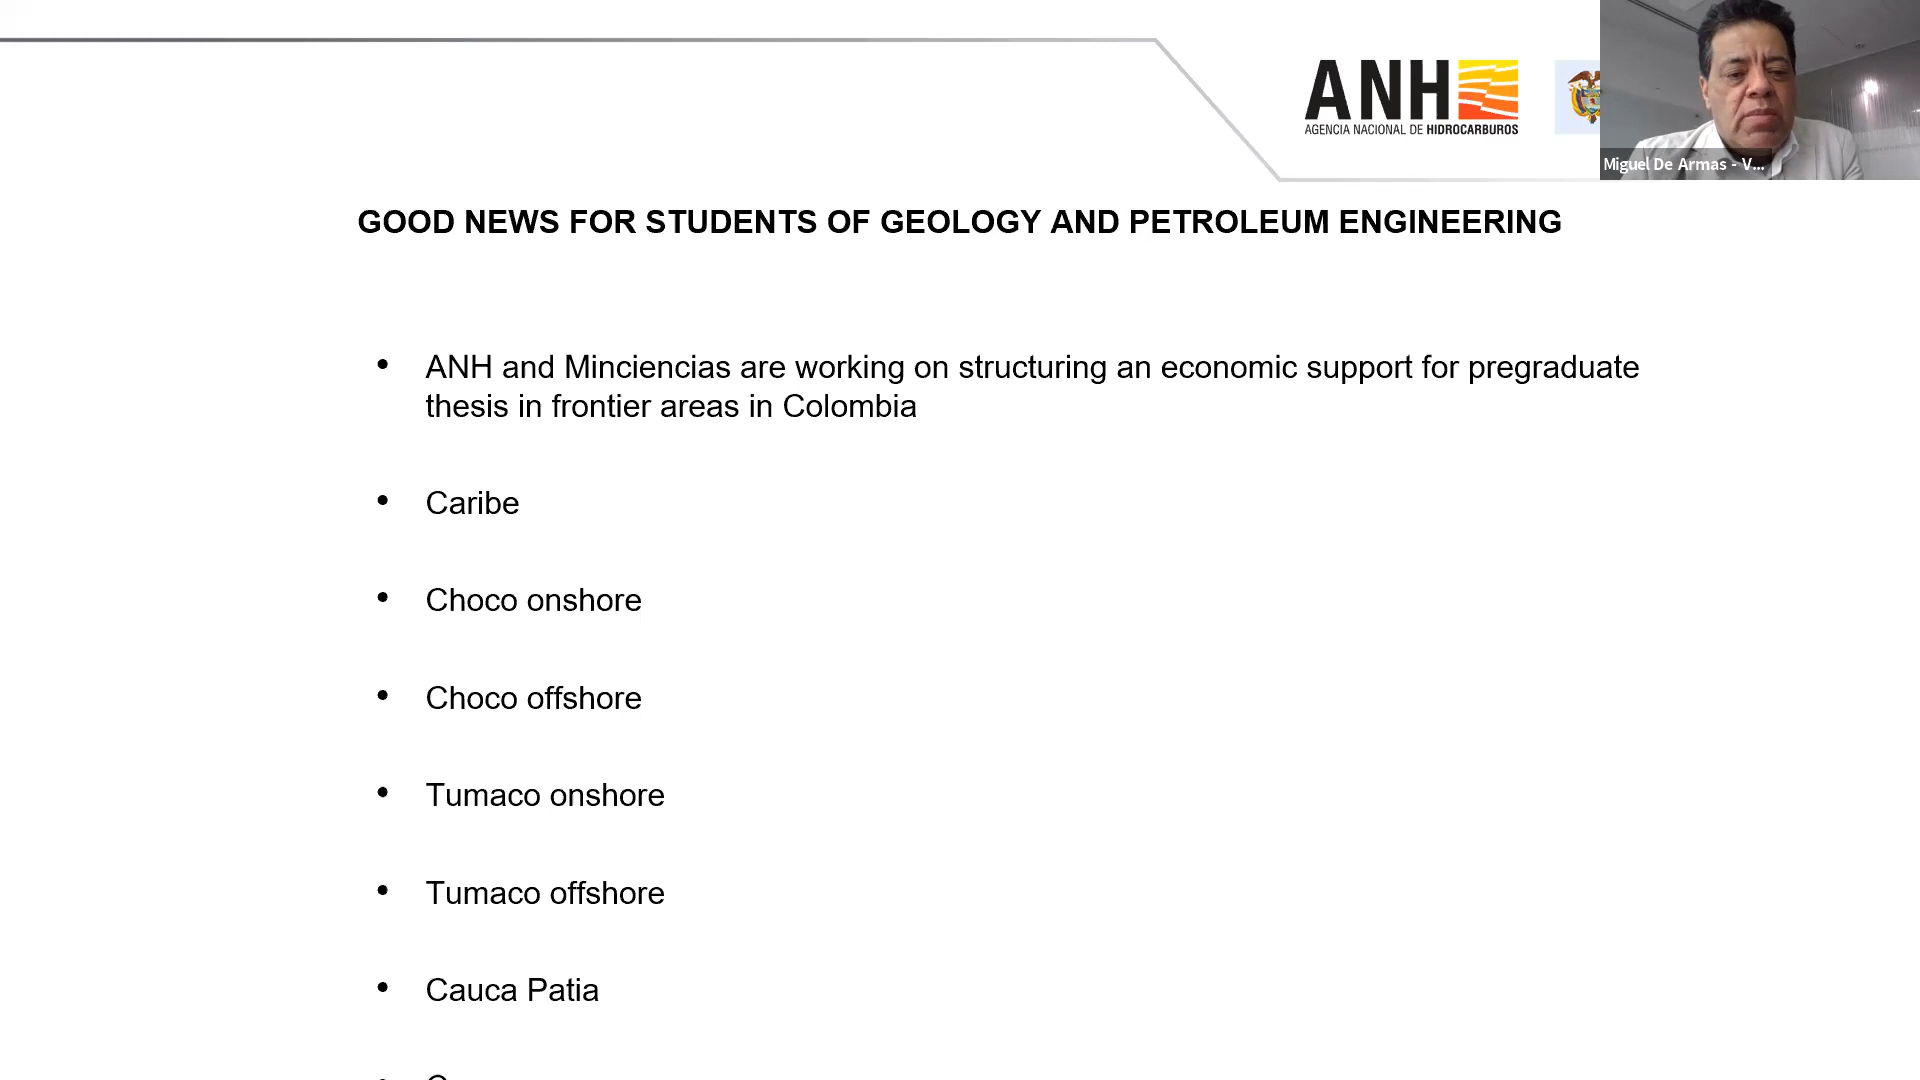 ANH
AGENCIA NACIONAL DE HIDROCARBUROS
Miguel De Armas - V...
GOOD NEWS FOR STUDENTS OF GEOLOGY AND PETROLEUM ENGINEERING
• ANH and Minciencias are working on structuring an economic support for pregraduate
thesis in frontier areas in Colombia
• Caribe
• Choco onshore
• Choco offshore
• Tumaco onshore
• Tumaco offshore
• Cauca Patia